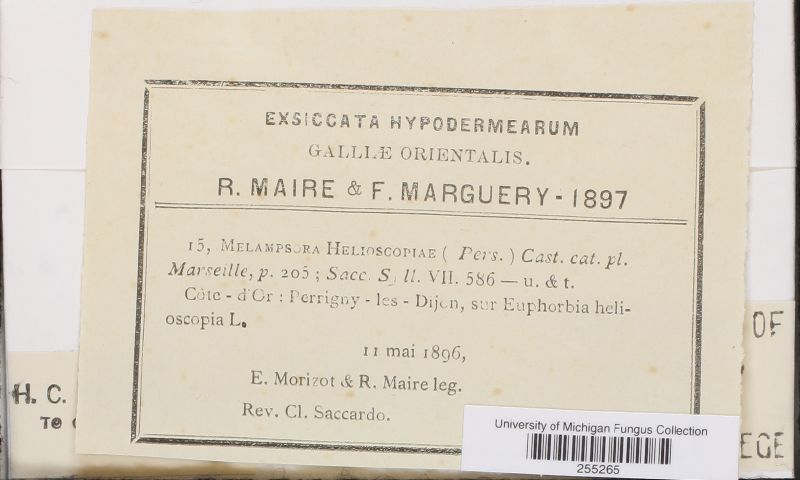 EXSICCATA HYPODERMEARUM
GALLIÆ ORIENTALIS.
R. MAIRE & F. MARGUERY - 1897
15, MELAMPSORA HELIOSCOPIAE ( Pers. ) Cast. cat. pl.
Marseille, p. 205 ; Sacc. Syll. VII. 586 — u. & t.
Côte - d'Or : Perrigny - les - Dijon, sur Euphorbia heli-
oscopia L.
11 mai 1896,
E. Morizot & R. Maire leg.
Rev. Cl. Saccardo.
OF
H. C.
TO
EGE
University of Michigan Fungus Collection
255265